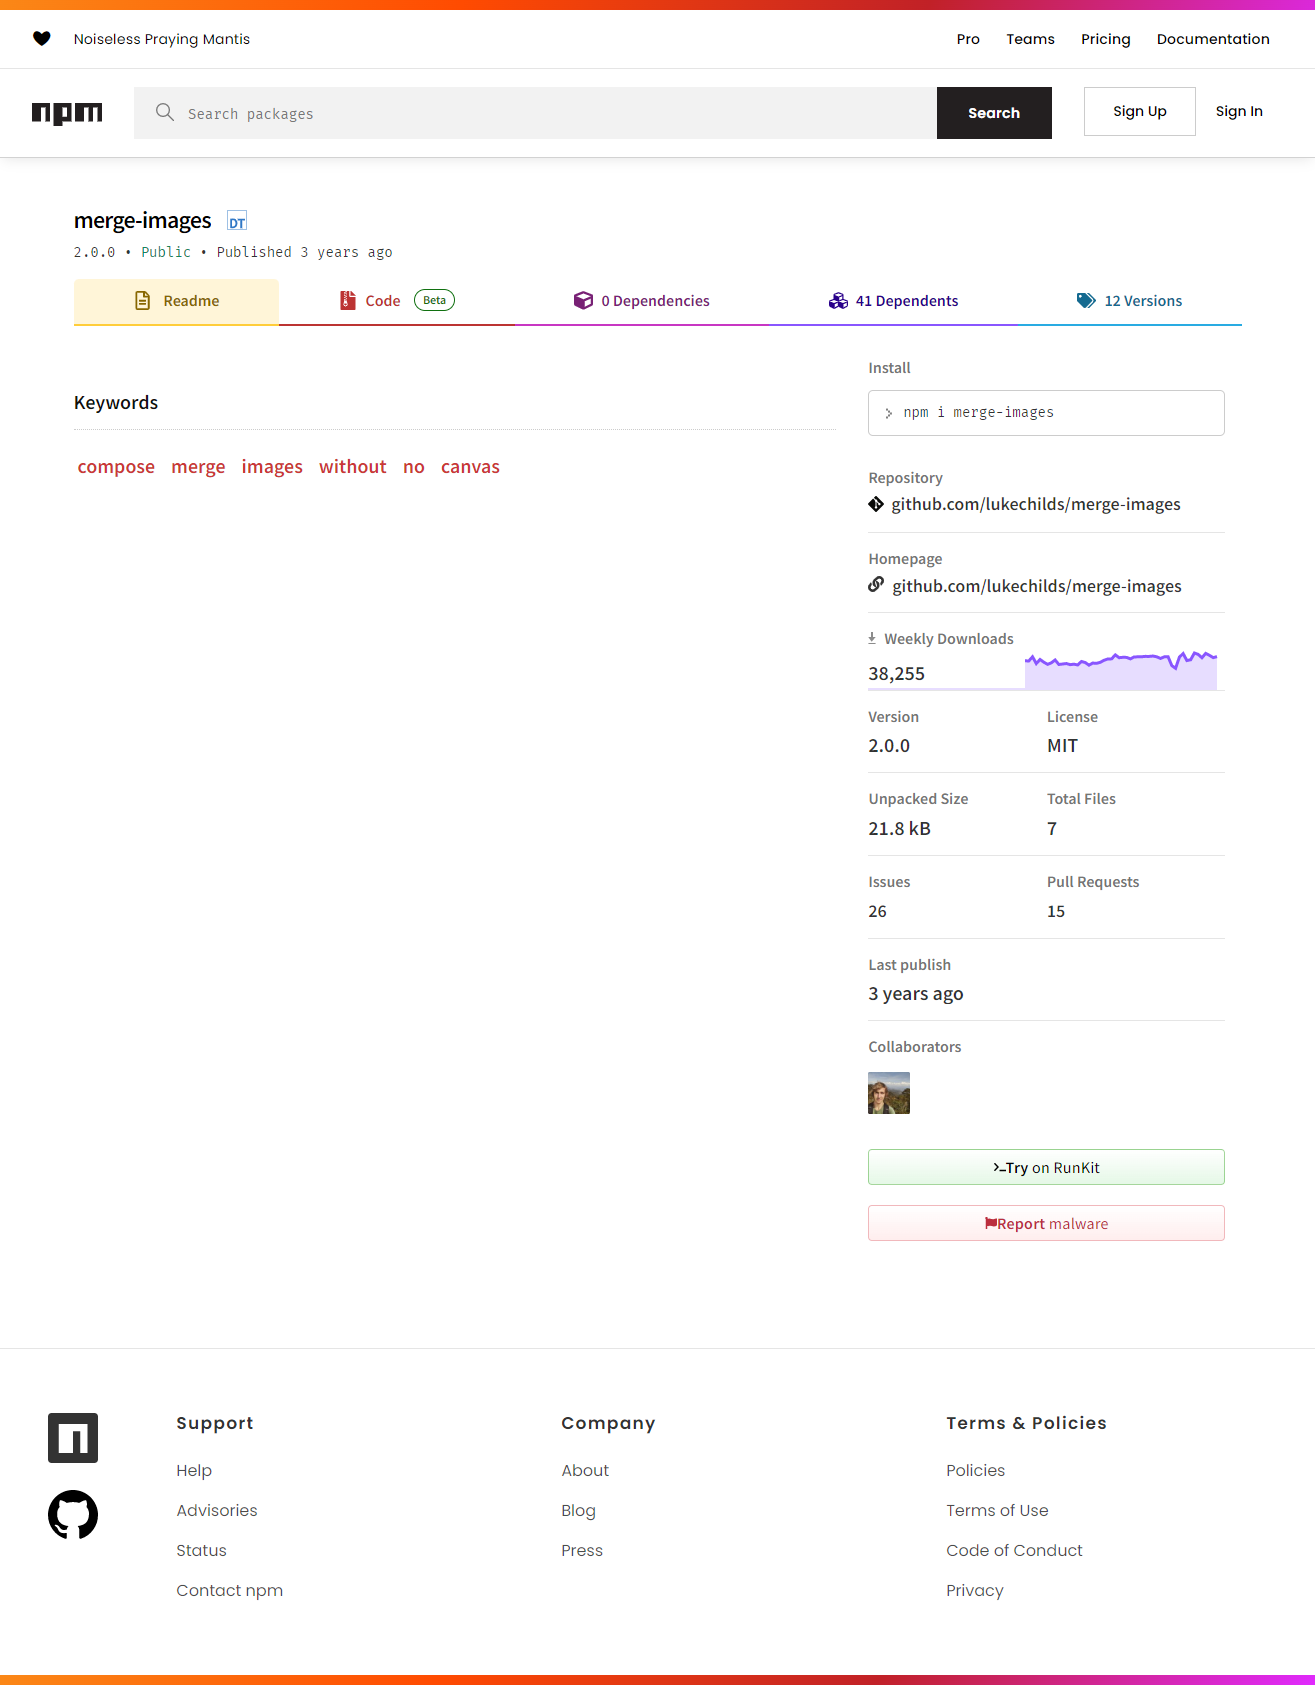 Noiseless Praying Mantis
Pro Teams Pricing Documentation
npm
Search packages
Search
Sign Up
Sign In
merge-images DT
2.0.0 • Public • Published 3 years ago
Readme
Code Beta
0 Dependencies
41 Dependents
12 Versions
Keywords
compose merge images without no canvas
Install
npm i merge-images
Repository
github.com/lukechilds/merge-images
Homepage
github.com/lukechilds/merge-images
Weekly Downloads
38,255
Version License
2.0.0 MIT
Unpacked Size Total Files
21.8 kB 7
Issues Pull Requests
26 15
Last publish
3 years ago
Collaborators
Try on RunKit
Report malware
Support
Help
Advisories
Status
Contact npm
Company
About
Blog
Press
Terms & Policies
Policies
Terms of Use
Code of Conduct
Privacy